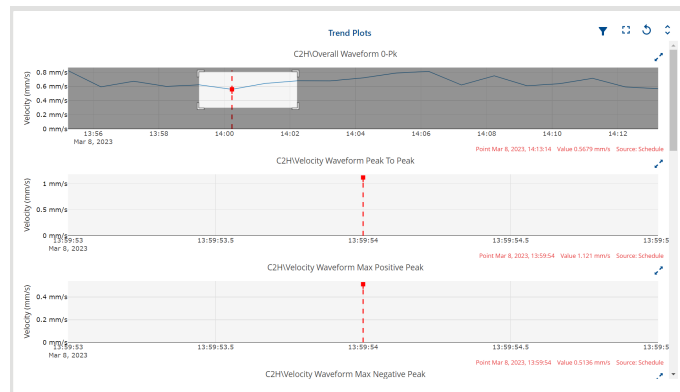 Trend Plots
C2H\Overall Waveform 0-Pk
Velocity (mm/s)
0.8 mm/s
0.6 mm/s
0.4 mm/s
0.2 mm/s
0 mm/s
13:56 13:58 14:00 14:02 14:04 14:06 14:08 14:10 14:12
Mar 8, 2023
Point Mar 8, 2023, 14:13:14 Value 0.5679 mm/s Source: Schedule
C2H\Velocity Waveform Peak To Peak
Velocity (mm/s)
1 mm/s
0.5 mm/s
0 mm/s
13:59:53 13:59:53.5 13:59:54 13:59:54.5 13:59:5
Mar 8, 2023
Point Mar 8, 2023, 13:59:54 Value 1.121 mm/s Source: Schedule
C2H\Velocity Waveform Max Positive Peak
Velocity (mm/s)
0.4 mm/s
0.2 mm/s
0 mm/s
13:59:53 13:59:53.5 13:59:54 13:59:54.5 13:59:5
Mar 8, 2023
Point Mar 8, 2023, 13:59:54 Value 0.5136 mm/s Source: Schedule
C2H\Velocity Waveform Max Negative Peak